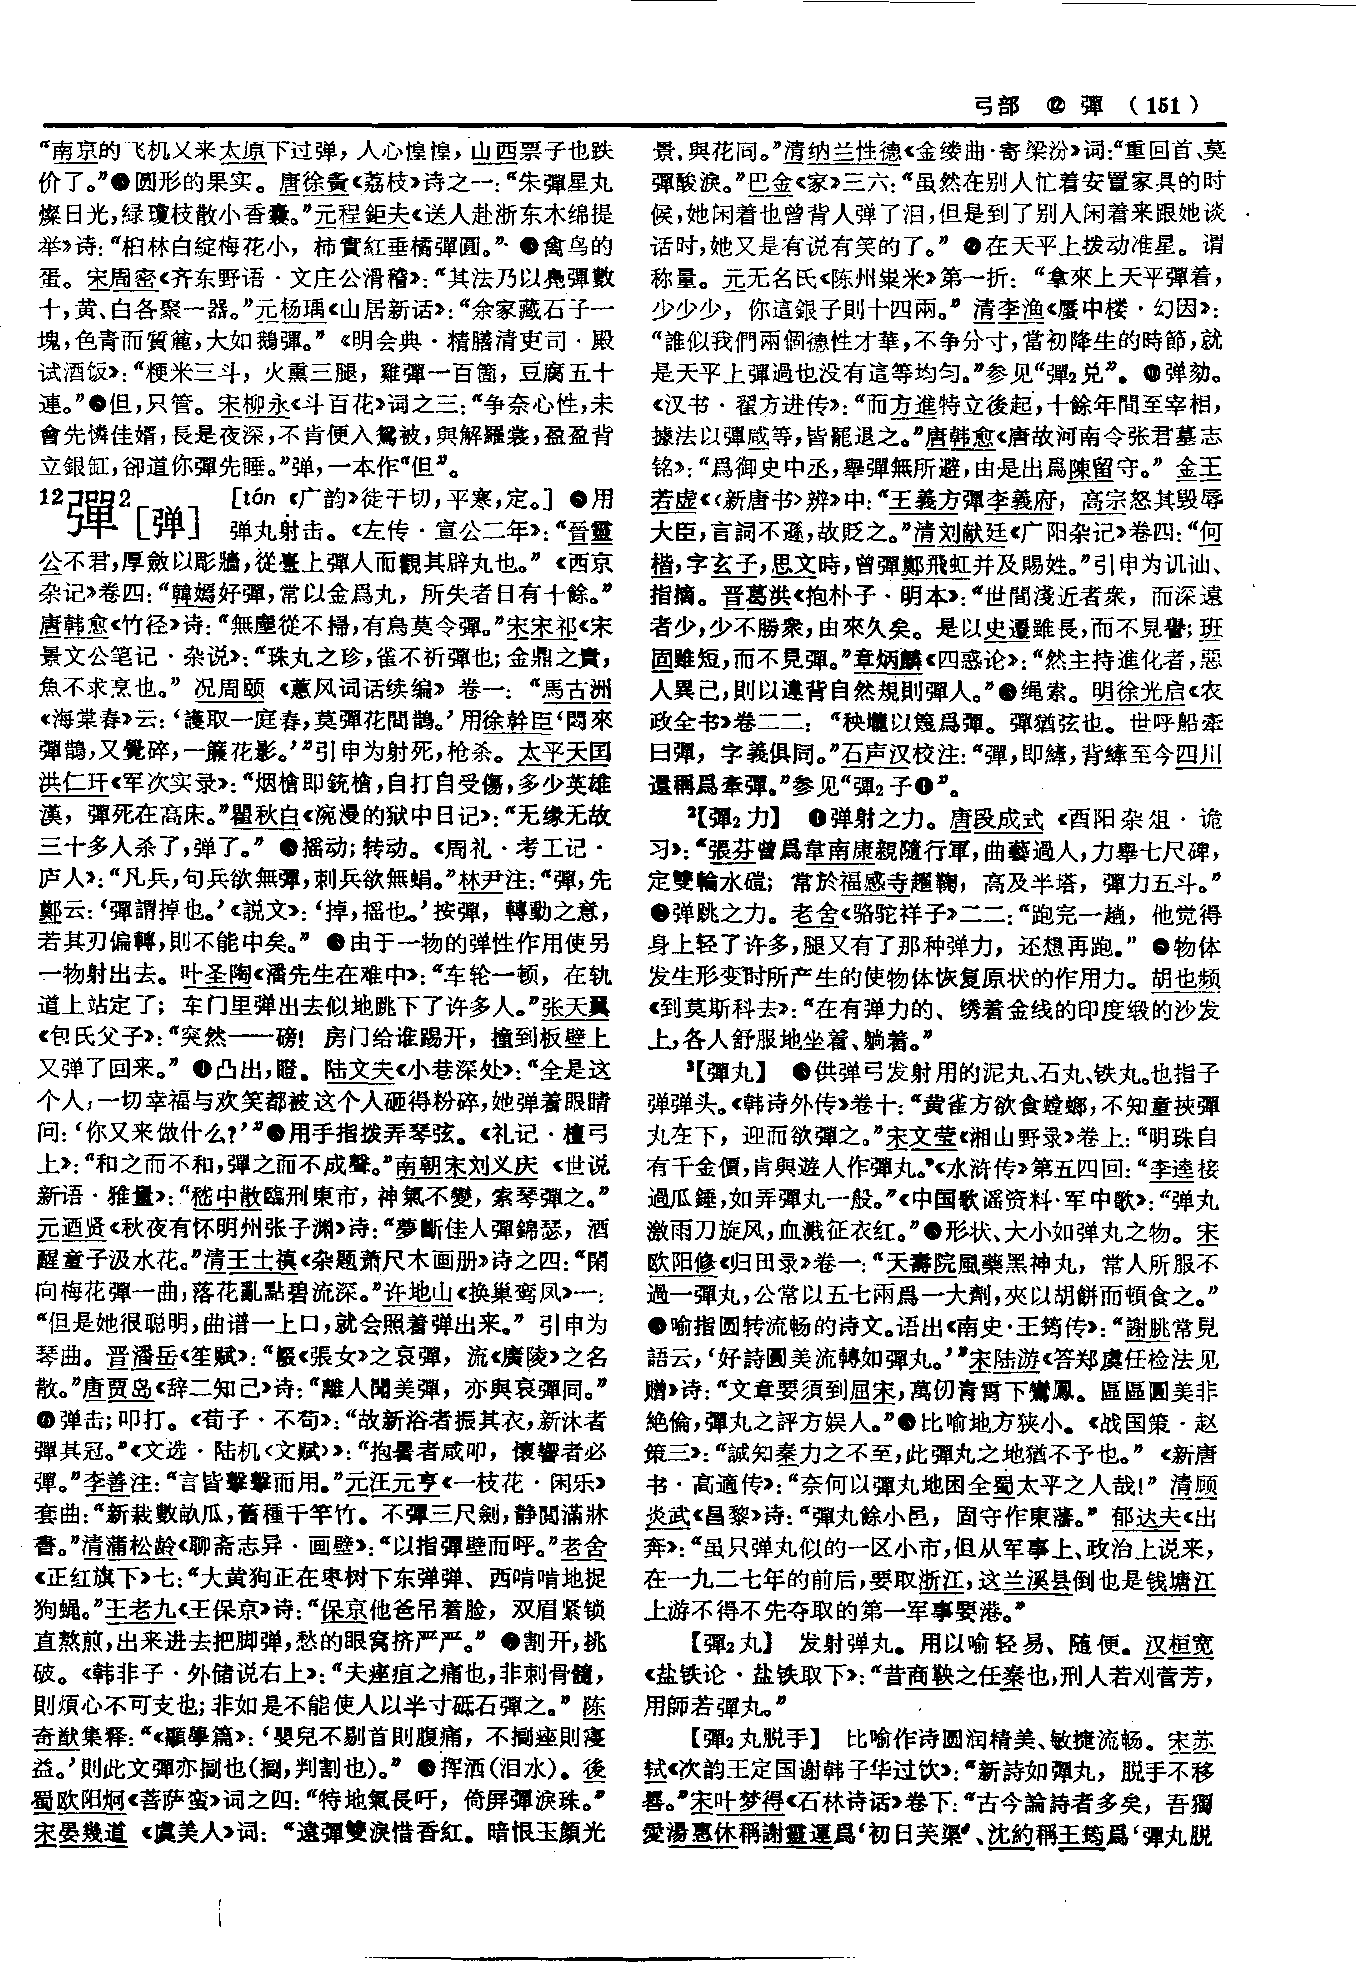 弓部 ⑫ 彈 （151）
“南京的飞机又来太原下过弹，人心惶惶，山西票子也跌
价了。”❸圆形的果实。唐徐夤《荔枝》诗之一：“朱彈星丸
燦日光，緑瓊枝散小香囊。”元程鉅夫《送人赴浙东木绵提
举》诗：“桕林白綻梅花小，柿實紅垂橘彈圓。” ❹禽鸟的
蛋。宋周密《齐东野语·文庄公滑稽》：“其法乃以鳧彈數
十，黄、白各聚一器。”元杨瑀《山居新话》：“余家藏石子一
塊，色青而質麄，大如鵝彈。” 《明会典·精膳清吏司·殿
试酒饭》：“粳米三斗，火熏三腿，雞彈一百箇，豆腐五十
連。”❺但，只管。宋柳永《斗百花》词之三：“争奈心性，未
會先憐佳婿，長是夜深，不肯便入鴛被，與解羅裳，盈盈背
立銀釭，卻道你彈先睡。”弹，一本作“但”。
12彈2［弹］ ［tán 《广韵》徒干切，平寒，定。］ ❶用
弹丸射击。《左传·宣公二年》：“晉靈
公不君，厚斂以彫牆，從臺上彈人而觀其辟丸也。” 《西京
杂记》卷四：“韓嫣好彈，常以金爲丸，所失者日有十餘。”
唐韩愈《竹径》诗：“無塵從不掃，有鳥莫令彈。”宋宋祁《宋
景文公笔记·杂说》：“珠丸之珍，雀不祈彈也；金鼎之貴，
魚不求烹也。” 况周颐《蕙风词话续编》卷一：“馬古洲
《海棠春》云：‘護取一庭春，莫彈花間鵲。’用徐幹臣‘悶來
彈鵲，又覺碎，一簾花影。’”引申为射死，枪杀。太平天囯
洪仁玕《军次实录》：“烟槍即銃槍，自打自受傷，多少英雄
漢，彈死在高床。”瞿秋白《涴漫的狱中日记》：“无缘无故
三十多人杀了，弹了。” ❷摇动；转动。《周礼·考工记·
庐人》：“凡兵，句兵欲無彈，刺兵欲無蜎。”林尹注：“彈，先
鄭云：‘彈謂掉也。’《説文》：‘掉，摇也。’按彈，轉動之意，
若其刃偏轉，則不能中矣。” ❸由于一物的弹性作用使另
一物射出去。叶圣陶《潘先生在难中》：“车轮一顿，在轨
道上站定了；车门里弹出去似地跳下了许多人。”张天翼
《包氏父子》：“突然——磅！房门给谁踢开，撞到板壁上
又弹了回来。” ❹凸出，瞪。陆文夫《小巷深处》：“全是这
个人，一切幸福与欢笑都被这个人砸得粉碎，她弹着眼睛
问：‘你又来做什么？’”❺用手指拨弄琴弦。《礼记·檀弓
上》：“和之而不和，彈之而不成聲。”南朝宋刘义庆《世说
新语·雅量》：“嵇中散臨刑東市，神氣不變，索琴彈之。”
元迺贤《秋夜有怀明州张子渊》诗：“夢斷佳人彈錦瑟，酒
醒童子汲水花。”清王士禛《杂题萧尺木画册》诗之四：“閑
向梅花彈一曲，落花亂點碧流深。”许地山《换巢鸾凤》一：
“但是她很聪明，曲谱一上口，就会照着弹出来。” 引申为
琴曲。晋潘岳《笙赋》：“輟《張女》之哀彈，流《廣陵》之名
散。”唐贾岛《辞二知己》诗：“離人聞美彈，亦與哀彈同。”
❻弹击；叩打。《荀子·不苟》：“故新浴者振其衣，新沐者
彈其冠。”《文选·陆机〈文赋〉》：“抱暑者咸叩，懷響者必
彈。”李善注：“言皆擊擊而用。”元汪元亨《一枝花·闲乐》
套曲：“新栽數畝瓜，舊種千竿竹。不彈三尺劍，静閲滿牀
書。”清蒲松龄《聊斋志异·画壁》：“以指彈壁而呼。”老舍
《正红旗下》七：“大黄狗正在枣树下东弹弹、西啃啃地捉
狗蝇。”王老九《王保京》诗：“保京他爸吊着脸，双眉紧锁
直熬煎，出来进去把脚弹，愁的眼窝挤严严。” ❼割开，挑
破。《韩非子·外储说右上》：“夫痤疽之痛也，非刺骨髓，
則煩心不可支也；非如是不能使人以半寸砥石彈之。” 陈
奇猷集释：“《顯學篇》：‘嬰兒不剔首則腹痛，不㨽痤則寖
益。’則此文彈亦㨽也（㨽，判割也）。” ❽挥洒（泪水）。後
蜀欧阳炯《菩萨蛮》词之四：“特地氣長吁，倚屏彈淚珠。”
宋晏幾道《虞美人》词：“遠彈雙淚惜香紅。暗恨玉顔光
景，與花同。”清纳兰性德《金缕曲·寄梁汾》词：“重回首、莫
彈酸淚。”巴金《家》三六：“虽然在别人忙着安置家具的时
候，她闲着也曾背人弹了泪，但是到了别人闲着来跟她谈
话时，她又是有说有笑的了。” ❾在天平上拨动准星。谓
称量。元无名氏《陈州粜米》第一折：“拿來上天平彈着，
少少少，你這銀子則十四兩。” 清李渔《蜃中楼·幻因》：
“誰似我們兩個德性才華，不争分寸，當初降生的時節，就
是天平上彈過也没有這等均匀。”参见“彈2兑”。 ❿弹劾。
《汉书·翟方进传》：“而方進特立後起，十餘年間至宰相，
據法以彈咸等，皆罷退之。”唐韩愈《唐故河南令张君墓志
铭》：“爲御史中丞，舉彈無所避，由是出爲陳留守。” 金王
若虚《〈新唐书〉辨》中：“王義方彈李義府，高宗怒其毁辱
大臣，言詞不遜，故貶之。”清刘献廷《广阳杂记》卷四：“何
楷，字玄子，思文時，曾彈鄭飛虹并及賜姓。”引申为讥讪、
指摘。晋葛洪《抱朴子·明本》：“世間淺近者衆，而深遠
者少，少不勝衆，由來久矣。是以史遷雖長，而不見譽；班
固雖短，而不見彈。”章炳麟《四惑论》：“然主持進化者，惡
人異己，則以違背自然規則彈人。”⓫绳索。明徐光启《农
政全书》卷二二：“秧壠以篾爲彈。彈猶弦也。世呼船牽
曰彈，字義俱同。”石声汉校注：“彈，即縴，背縴至今四川
還稱爲牽彈。”参见“彈2子❶”。
2【彈2力】 ❶弹射之力。唐段成式《酉阳杂俎·诡
习》：“張芬曾爲韋南康親隨行軍，曲藝過人，力舉七尺碑，
定雙輪水磑；常於福感寺趯鞠，高及半塔，彈力五斗。”
❷弹跳之力。老舍《骆驼祥子》二二：“跑完一趟，他觉得
身上轻了许多，腿又有了那种弹力，还想再跑。” ❸物体
发生形变时所产生的使物体恢复原状的作用力。胡也频
《到莫斯科去》：“在有弹力的、绣着金线的印度缎的沙发
上，各人舒服地坐着、躺着。”
3【彈丸】 ❶供弹弓发射用的泥丸、石丸、铁丸。也指子
弹弹头。《韩诗外传》卷十：“黄雀方欲食螳螂，不知童挾彈
丸在下，迎而欲彈之。”宋文莹《湘山野录》卷上：“明珠自
有千金價，肯與遊人作彈丸。”《水浒传》第五四回：“李逵接
過瓜錘，如弄彈丸一般。”《中国歌谣资料·军中歌》：“弹丸
激雨刀旋风，血溅征衣红。”❷形状、大小如弹丸之物。宋
欧阳修《归田录》卷一：“天壽院風藥黑神丸，常人所服不
過一彈丸，公常以五七兩爲一大劑，夾以胡餅而頓食之。”
❸喻指圆转流畅的诗文。语出《南史·王筠传》：“謝朓常見
語云，‘好詩圓美流轉如彈丸。’”宋陆游《答郑虞任检法见
赠》诗：“文章要須到屈宋，萬仞青霄下鸞鳳。區區圓美非
絶倫，彈丸之評方娱人。”❹比喻地方狭小。《战国策·赵
策三》：“誠知秦力之不至，此彈丸之地猶不予也。” 《新唐
书·高適传》：“奈何以彈丸地困全蜀太平之人哉！” 清顾
炎武《昌黎》诗：“彈丸餘小邑，固守作東藩。” 郁达夫《出
奔》：“虽只弹丸似的一区小市，但从军事上、政治上说来，
在一九二七年的前后，要取浙江，这兰溪县倒也是钱塘江
上游不得不先夺取的第一军事要港。”
【彈2丸】 发射弹丸。用以喻轻易、随便。汉桓宽
《盐铁论·盐铁取下》：“昔商鞅之任秦也，刑人若刈菅芳，
用師若彈丸。”
【彈2丸脱手】 比喻作诗圆润精美、敏捷流畅。宋苏
轼《次韵王定国谢韩子华过饮》：“新詩如彈丸，脱手不移
晷。”宋叶梦得《石林诗话》卷下：“古今論詩者多矣，吾獨
愛湯惠休稱謝靈運爲‘初日芙渠’、沈約稱王筠爲‘彈丸脱